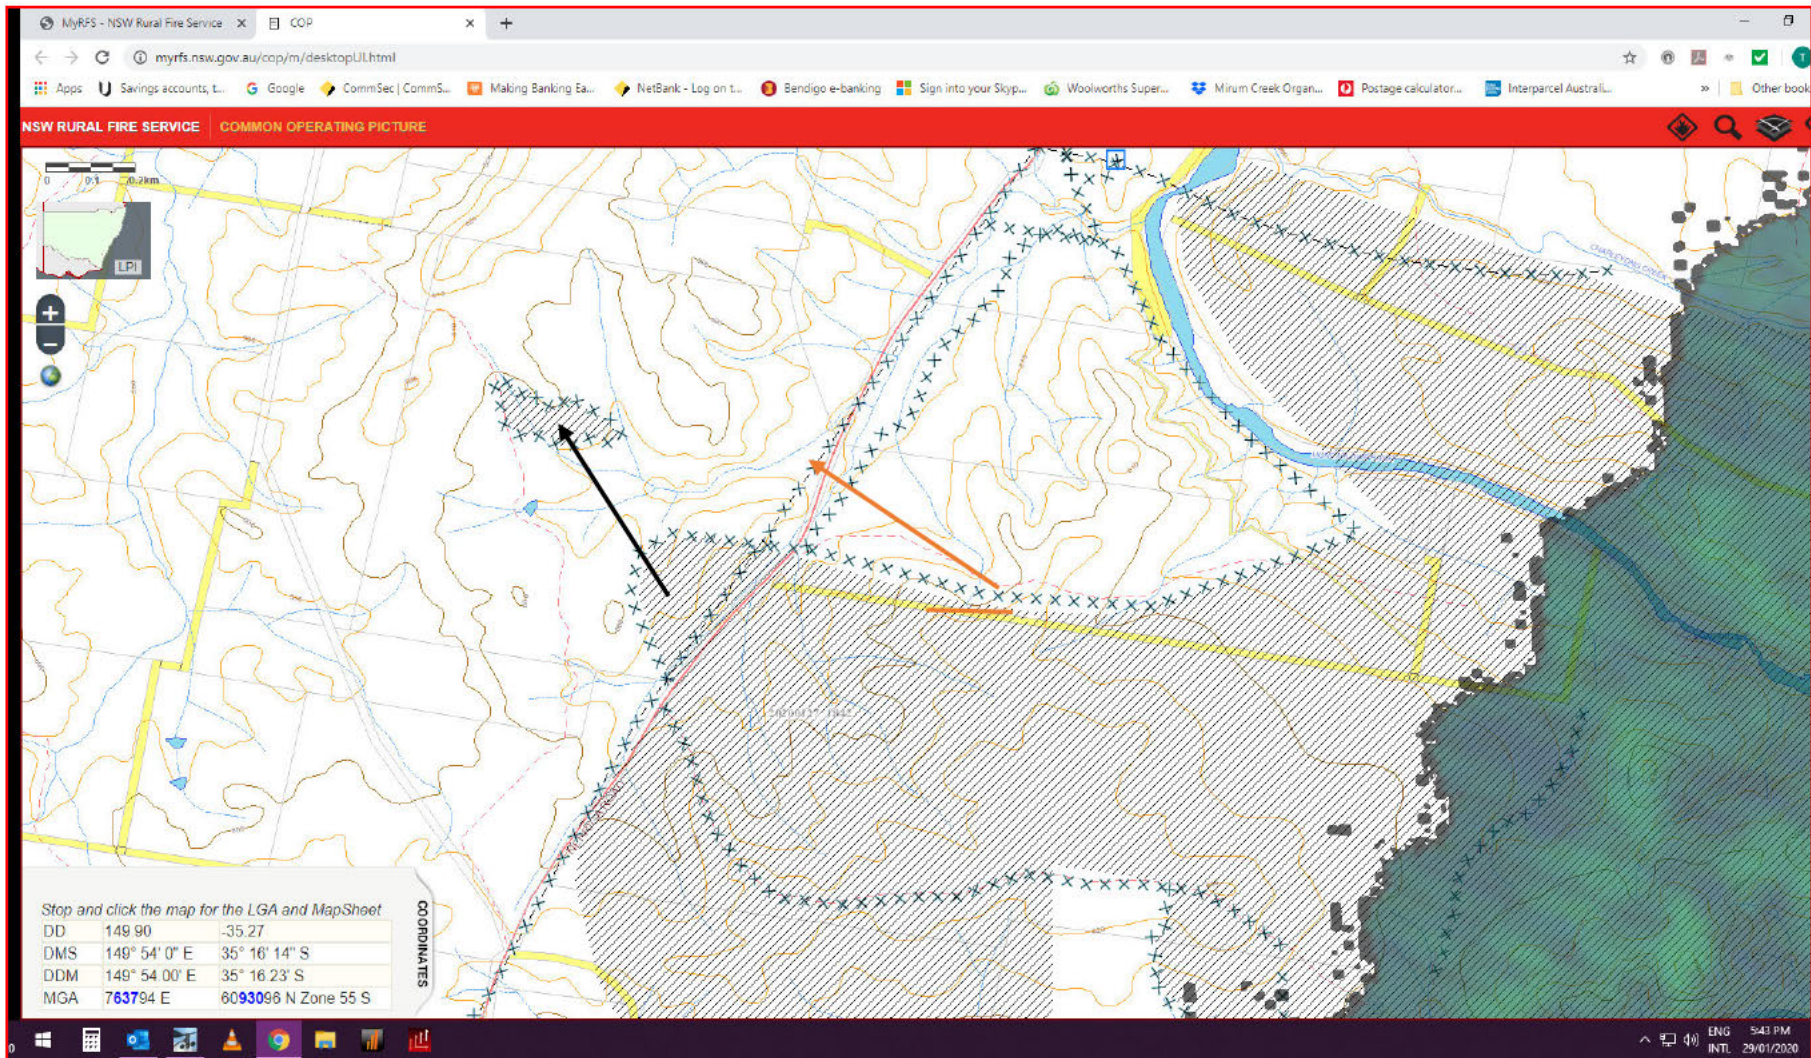 MyRFS - NSW Rural Fire Service
COP
myrfs.nsw.gov.au/cop/m/desktopUI.html
Apps
Savings accounts, t...
Google
CommSec | CommS...
Making Banking Ea...
NetBank - Log on t...
Bendigo e-banking
Sign into your Skyp...
Woolworths Super...
Mirum Creek Organ...
Postage calculator...
Interparcel Australi...
»
Other book
NSW RURAL FIRE SERVICE
COMMON OPERATING PICTURE
0 0.1 0.2km
LPI
+
−
CHARLEYONG CREEK
20200127 1842
Stop and click the map for the LGA and MapSheet
DD 149.90 -35.27
DMS 149° 54' 0" E 35° 16' 14" S
DDM 149° 54.00' E 35° 16.23' S
MGA 763794 E 6093096 N Zone 55 S
COORDINATES
ENG 5:43 PM
INTL 29/01/2020